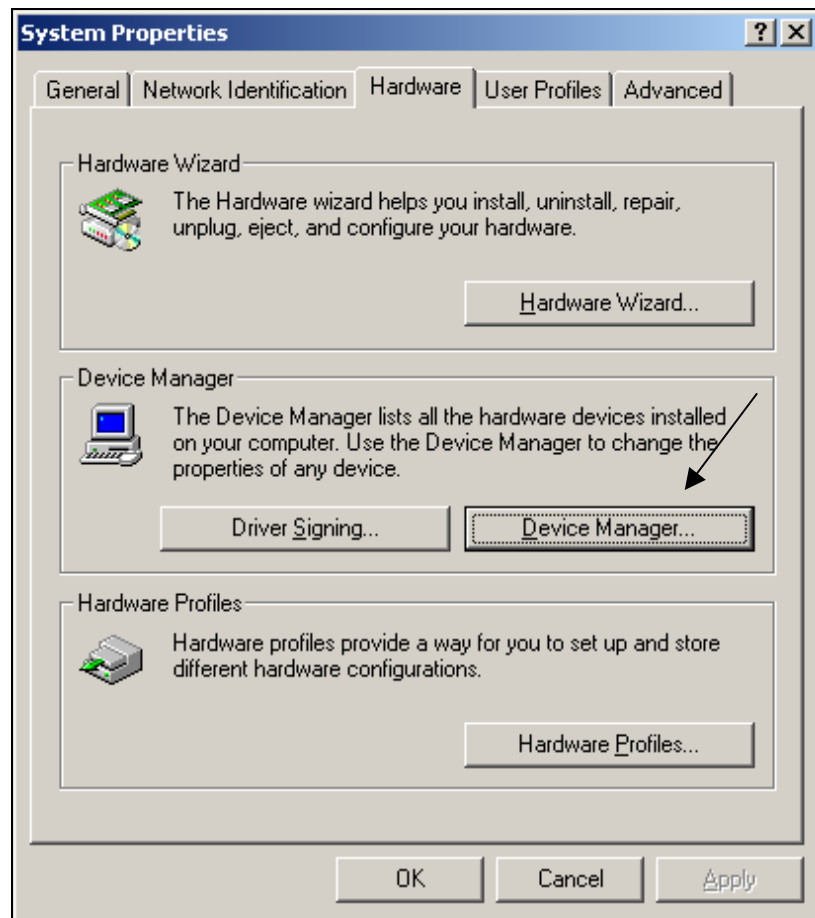 System Properties
General
Network Identification
Hardware
User Profiles
Advanced
Hardware Wizard
The Hardware wizard helps you install, uninstall, repair,
unplug, eject, and configure your hardware.
Hardware Wizard...
Device Manager
The Device Manager lists all the hardware devices installed
on your computer. Use the Device Manager to change the
properties of any device.
Driver Signing...
Device Manager...
Hardware Profiles
Hardware profiles provide a way for you to set up and store
different hardware configurations.
Hardware Profiles...
OK
Cancel
Apply